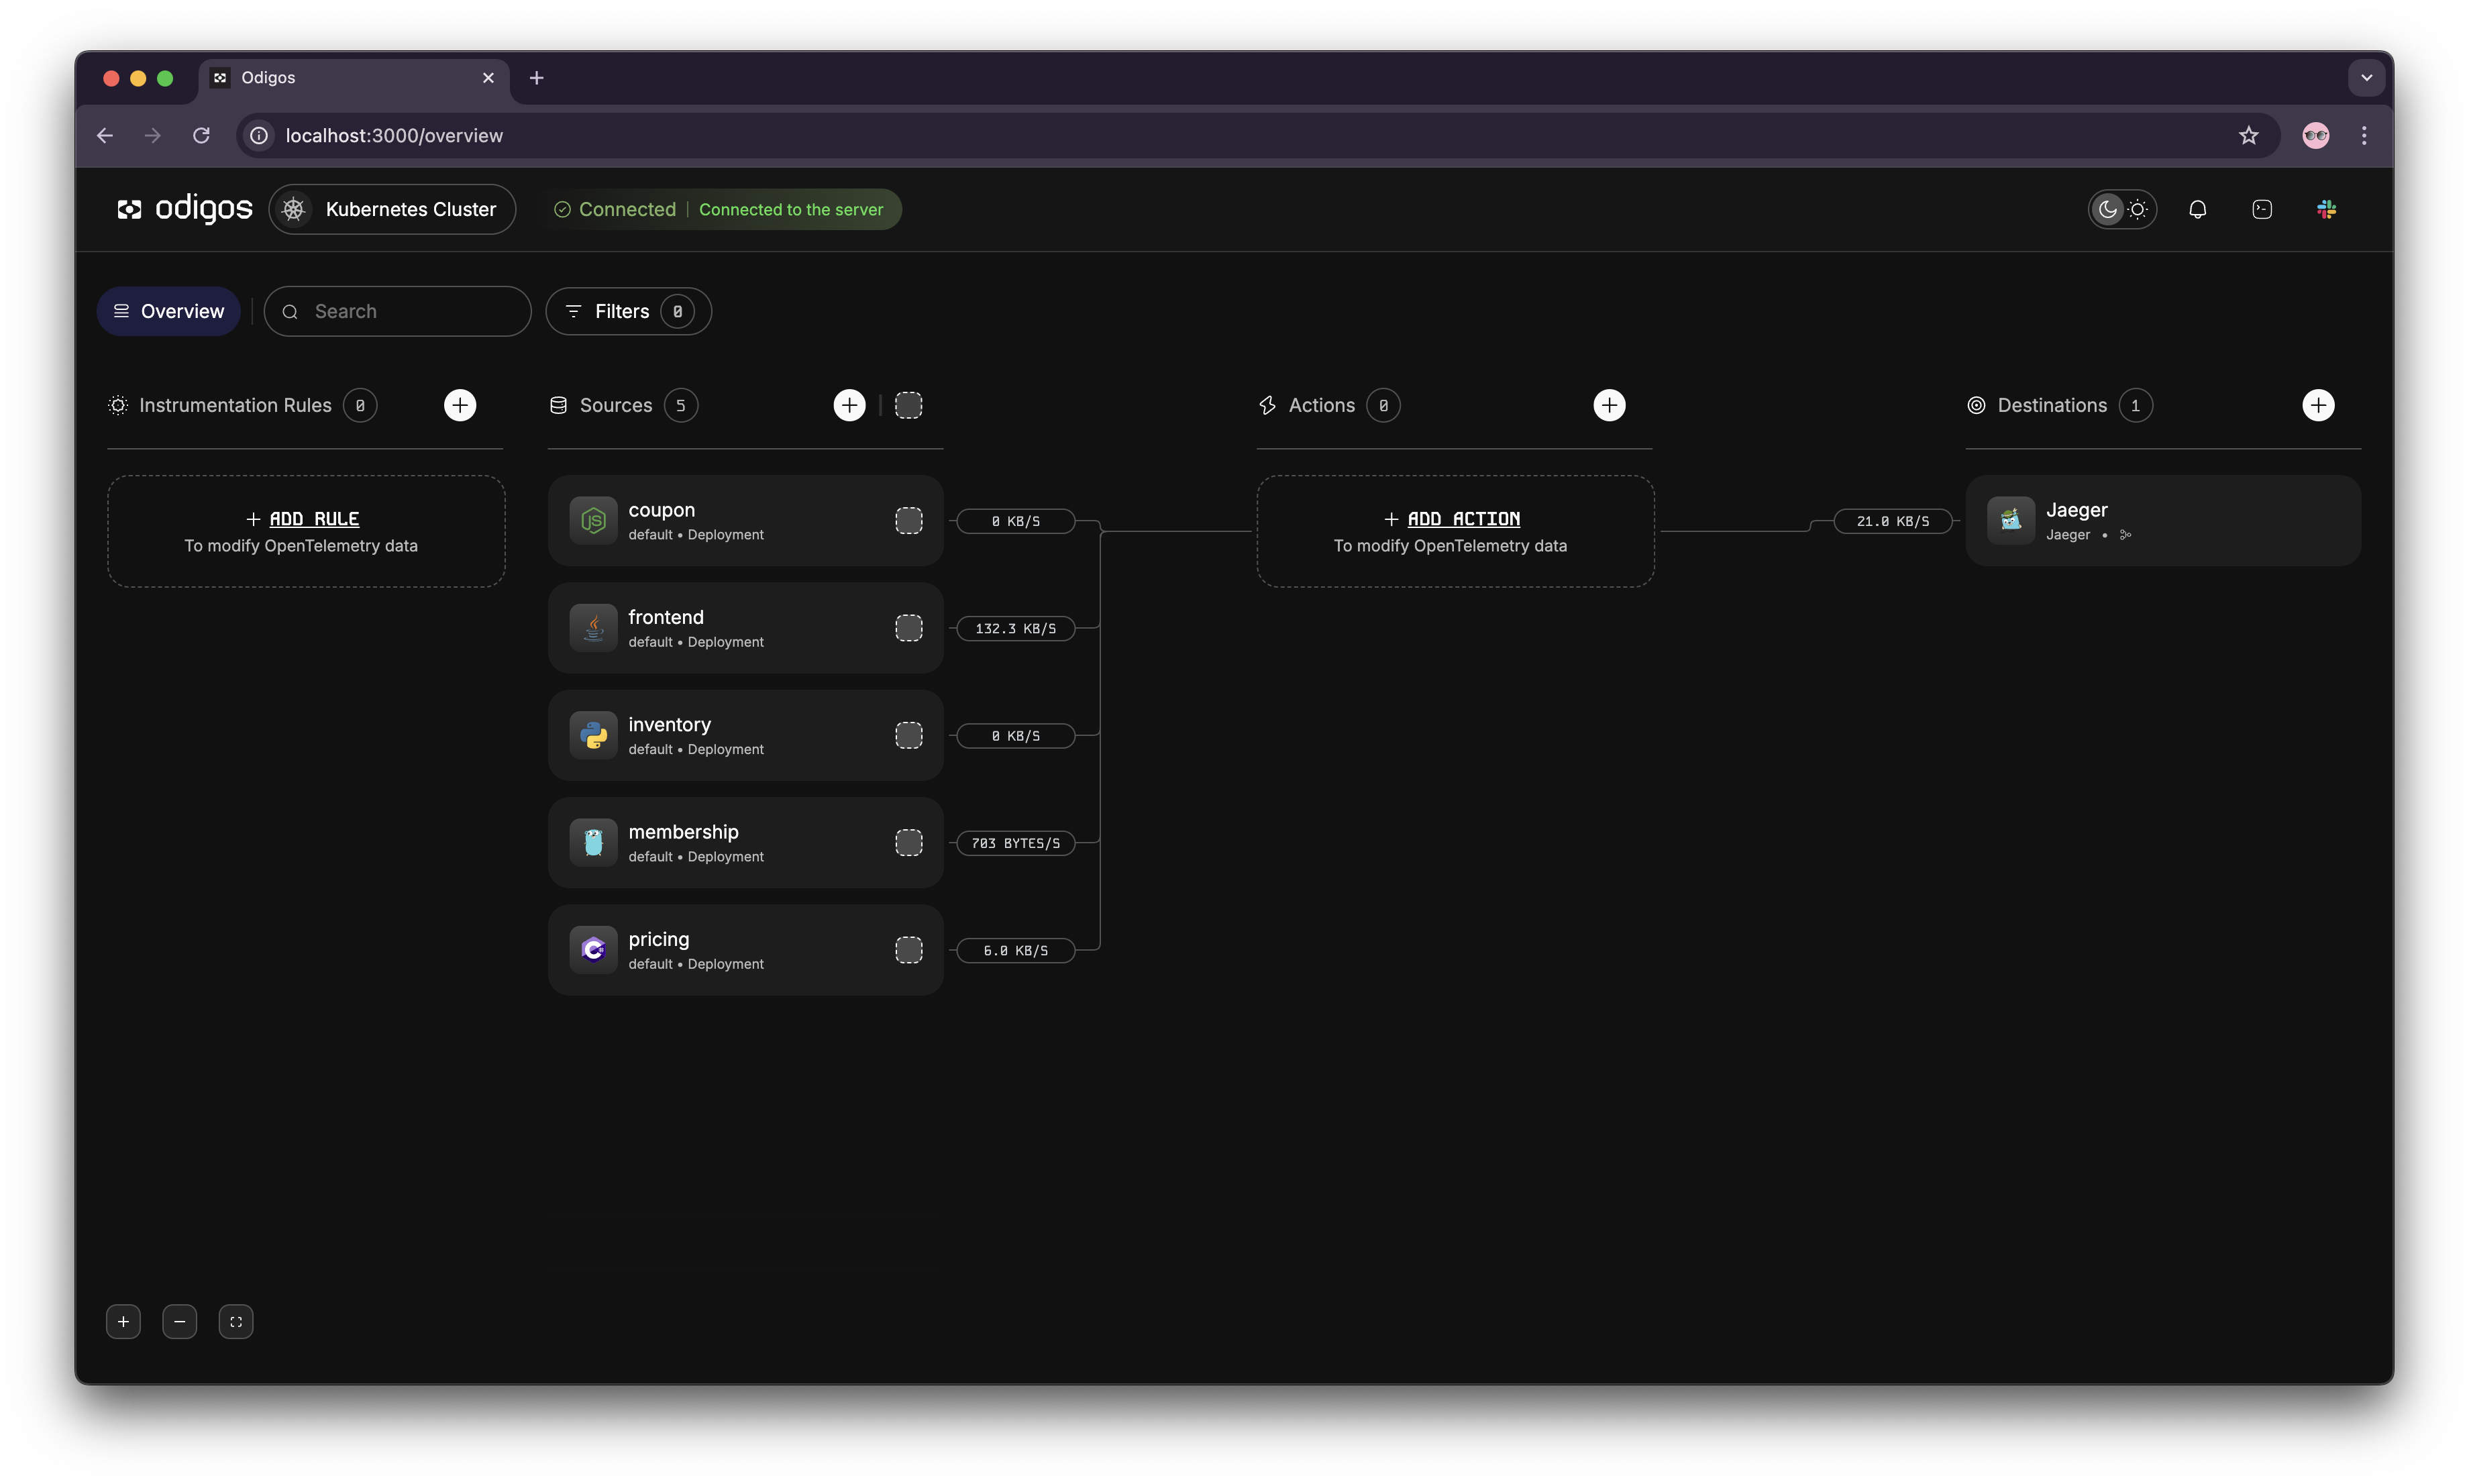 Odigos
localhost:3000/overview
odigos
Kubernetes Cluster
Connected | Connected to the server
Overview
Search
Filters 0
Instrumentation Rules 0
Sources 5
Actions 0
Destinations 1
+ ADD RULE
To modify OpenTelemetry data
coupon
default • Deployment
0 KB/S
+ ADD ACTION
To modify OpenTelemetry data
21.0 KB/S
Jaeger
Jaeger •
frontend
default • Deployment
132.3 KB/S
inventory
default • Deployment
0 KB/S
membership
default • Deployment
703 BYTES/S
pricing
default • Deployment
6.0 KB/S